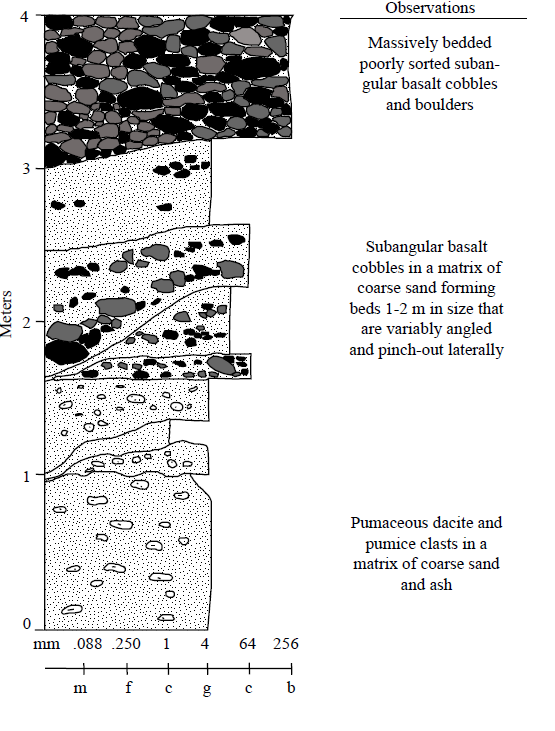 Observations
4
Massively bedded
poorly sorted suban-
gular basalt cobbles
and boulders
3
Meters
Subangular basalt
cobbles in a matrix of
coarse sand forming
beds 1-2 m in size that
are variably angled
and pinch-out laterally
2
1
Pumaceous dacite and
pumice clasts in a
matrix of coarse sand
and ash
0
mm .088 .250 1 4 64 256
m f c g c b